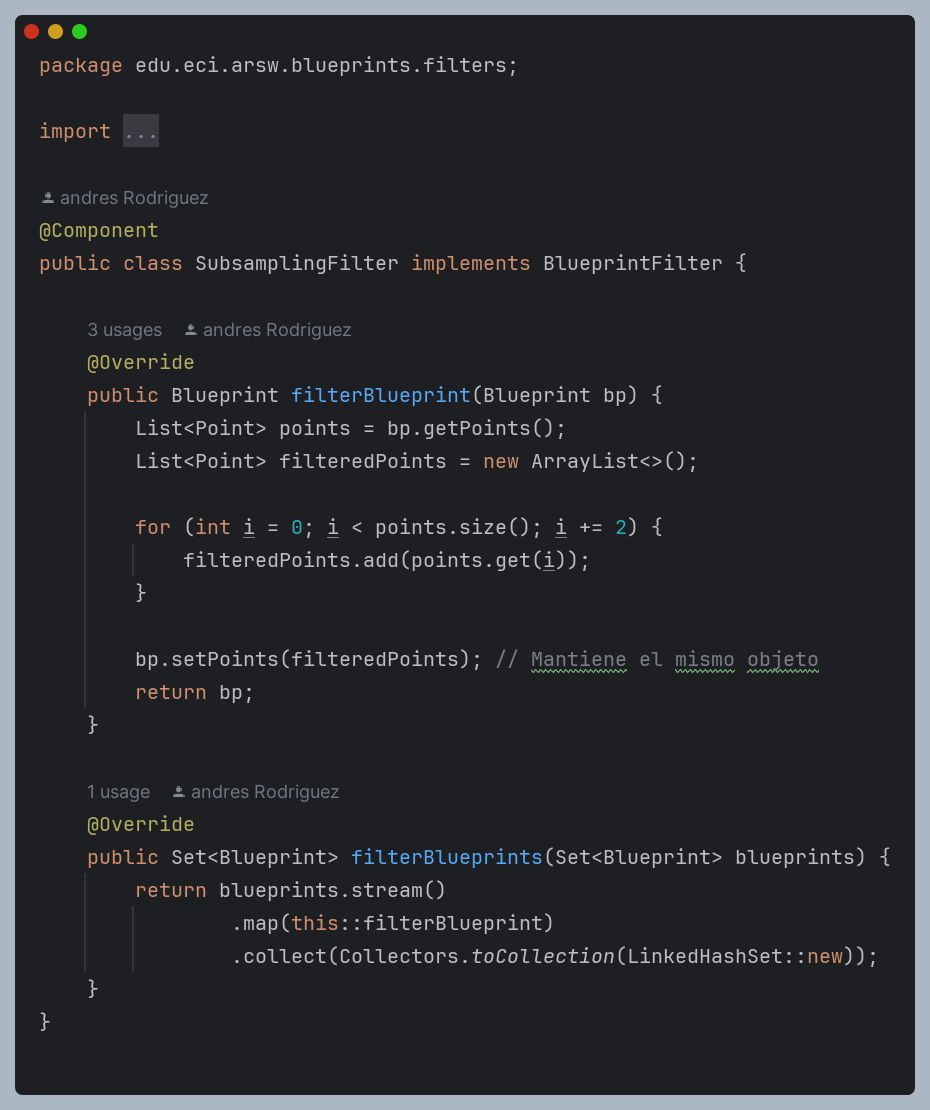 package edu.eci.arsw.blueprints.filters;
import ...
andres Rodriguez
@Component
public class SubsamplingFilter implements BlueprintFilter {
3 usages andres Rodriguez
@Override
public Blueprint filterBlueprint(Blueprint bp) {
List<Point> points = bp.getPoints();
List<Point> filteredPoints = new ArrayList<>();
for (int i = 0; i < points.size(); i += 2) {
filteredPoints.add(points.get(i));
}
bp.setPoints(filteredPoints); // Mantiene el mismo objeto
return bp;
}
1 usage andres Rodriguez
@Override
public Set<Blueprint> filterBlueprints(Set<Blueprint> blueprints) {
return blueprints.stream()
.map(this::filterBlueprint)
.collect(Collectors.toCollection(LinkedHashSet::new));
}
}